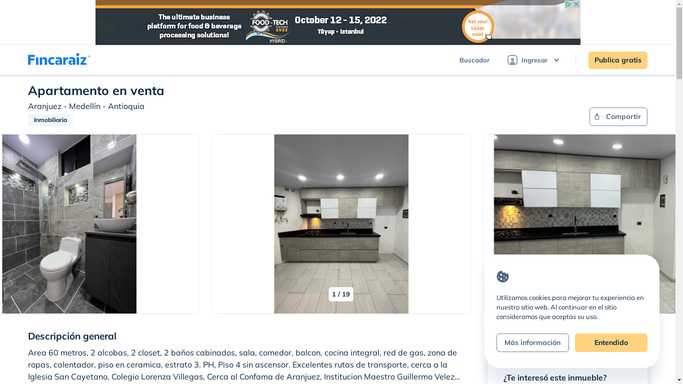 The ultimate business
platform for food & beverage
processing solutions!
FOOD-TECH
HYBRID
October 12 - 15, 2022
Tüyap - Istanbul
Get your
ticket
now!
Fincaraiz
Buscador
Ingresar
Publica gratis
Apartamento en venta
Aranjuez - Medellín - Antioquia
Inmobiliaria
Compartir
1 / 19
Utilizamos cookies para mejorar tu experiencia en
nuestro sitio web. Al continuar en el sitio
consideramos que aceptas su uso.
Más información
Entendido
Descripción general
Area 60 metros, 2 alcobas, 2 closet, 2 baños cabinados, sala, comedor, balcon, cocina integral, red de gas, zona de
ropas, calentador, piso en ceramica, estrato 3, PH, Piso 4 sin ascensor. Excelentes rutas de transporte, cerca a la
Iglesia San Cayetano, Colegio Lorenza Villegas, Cerca al Confama de Aranjuez, Institucion Maestro Guillermo Velez...
¿Te interesó este inmueble?